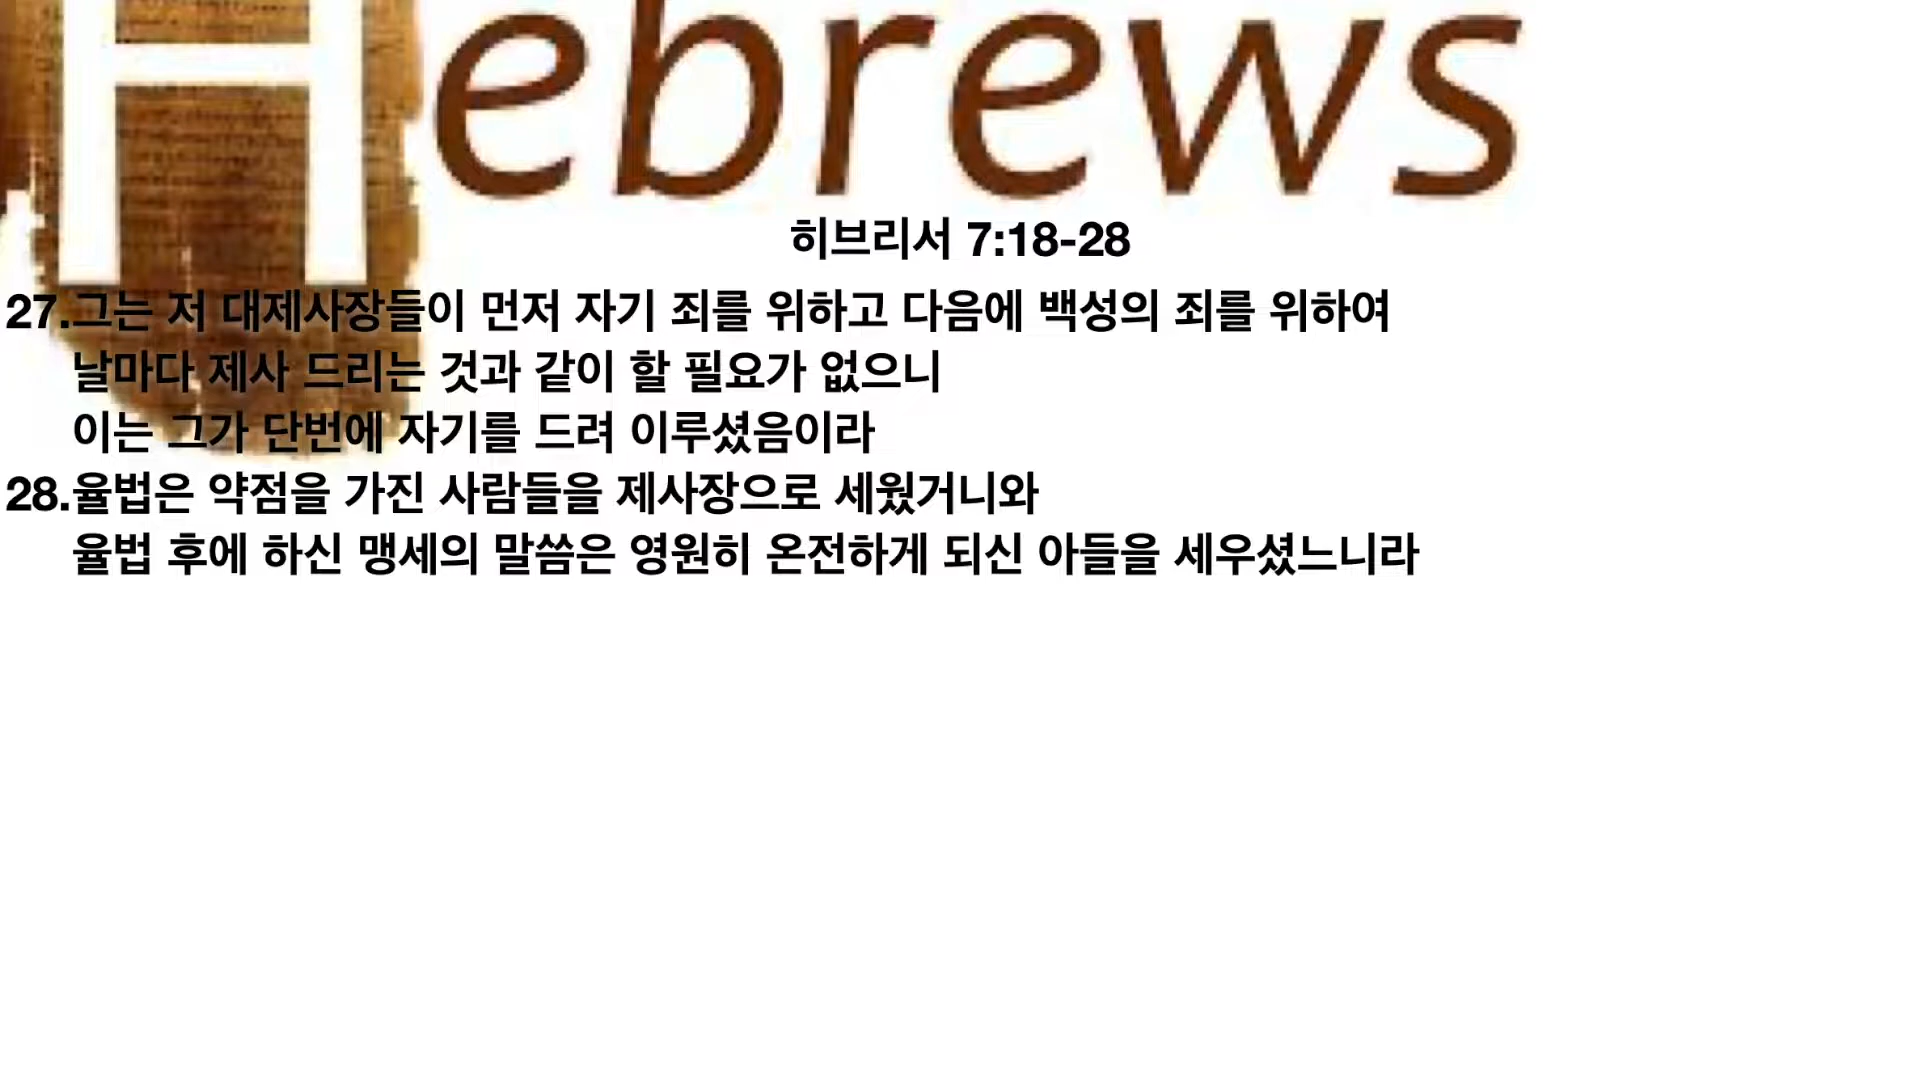 Hebrews
히브리서 7:18-28
27.그는 저 대제사장들이 먼저 자기 죄를 위하고 다음에 백성의 죄를 위하여
날마다 제사 드리는 것과 같이 할 필요가 없으니
이는 그가 단번에 자기를 드려 이루셨음이라
28.율법은 약점을 가진 사람들을 제사장으로 세웠거니와
율법 후에 하신 맹세의 말씀은 영원히 온전하게 되신 아들을 세우셨느니라